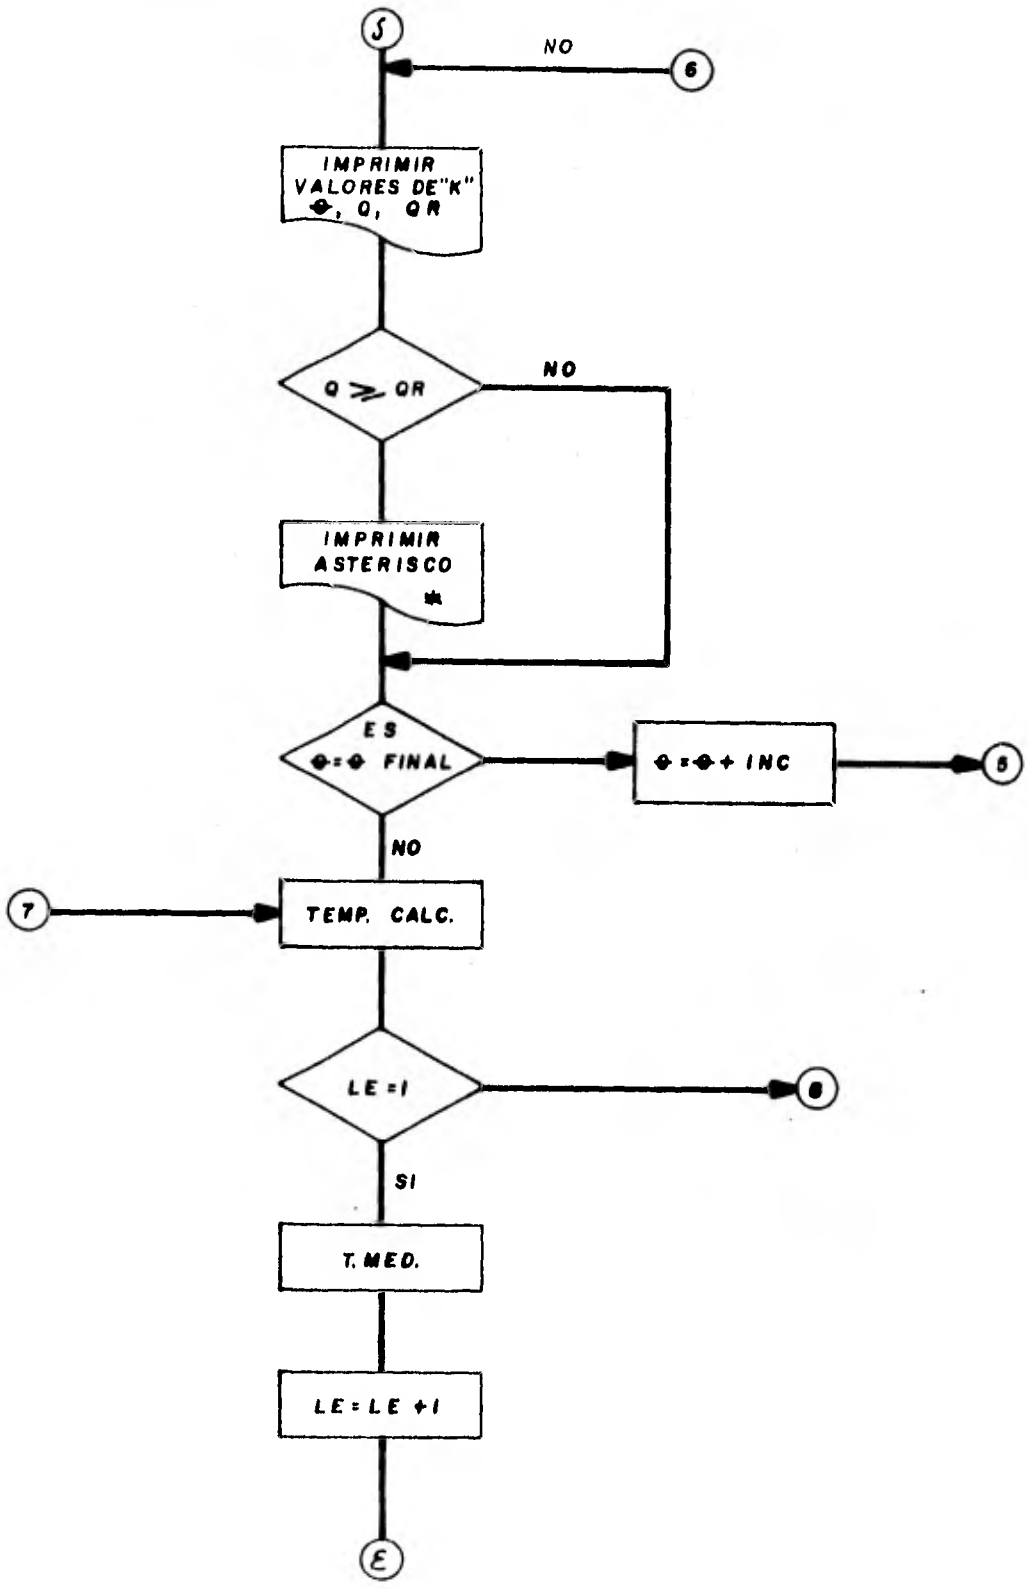 S
NO
6
IMPRIMIR
VALORES DE "K"
Θ, Q, QR
Q ≥ QR
NO
IMPRIMIR
ASTERISCO
*
ES
Θ = Θ FINAL
Θ = Θ + INC
5
NO
7
TEMP. CALC.
LE = 1
6
SI
T. MED.
LE = LE + 1
E